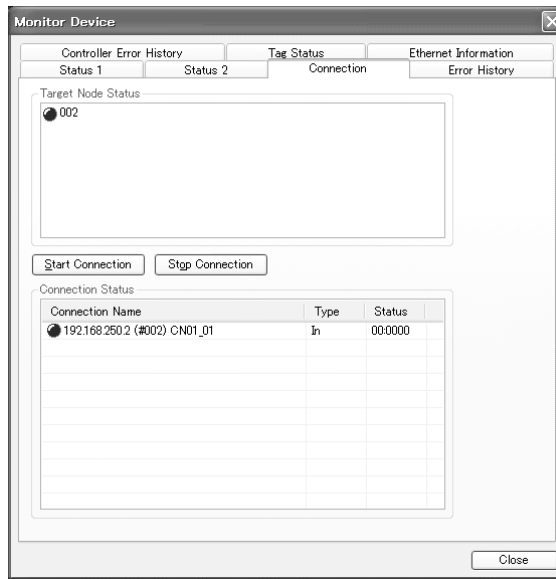 Monitor Device
Controller Error History Tag Status Ethernet Information
Status 1 Status 2 Connection Error History
Target Node Status
002
Start Connection Stop Connection
Connection Status
Connection Name Type Status
192.168.250.2 (#002) CN01_01 In 00:0000
Close